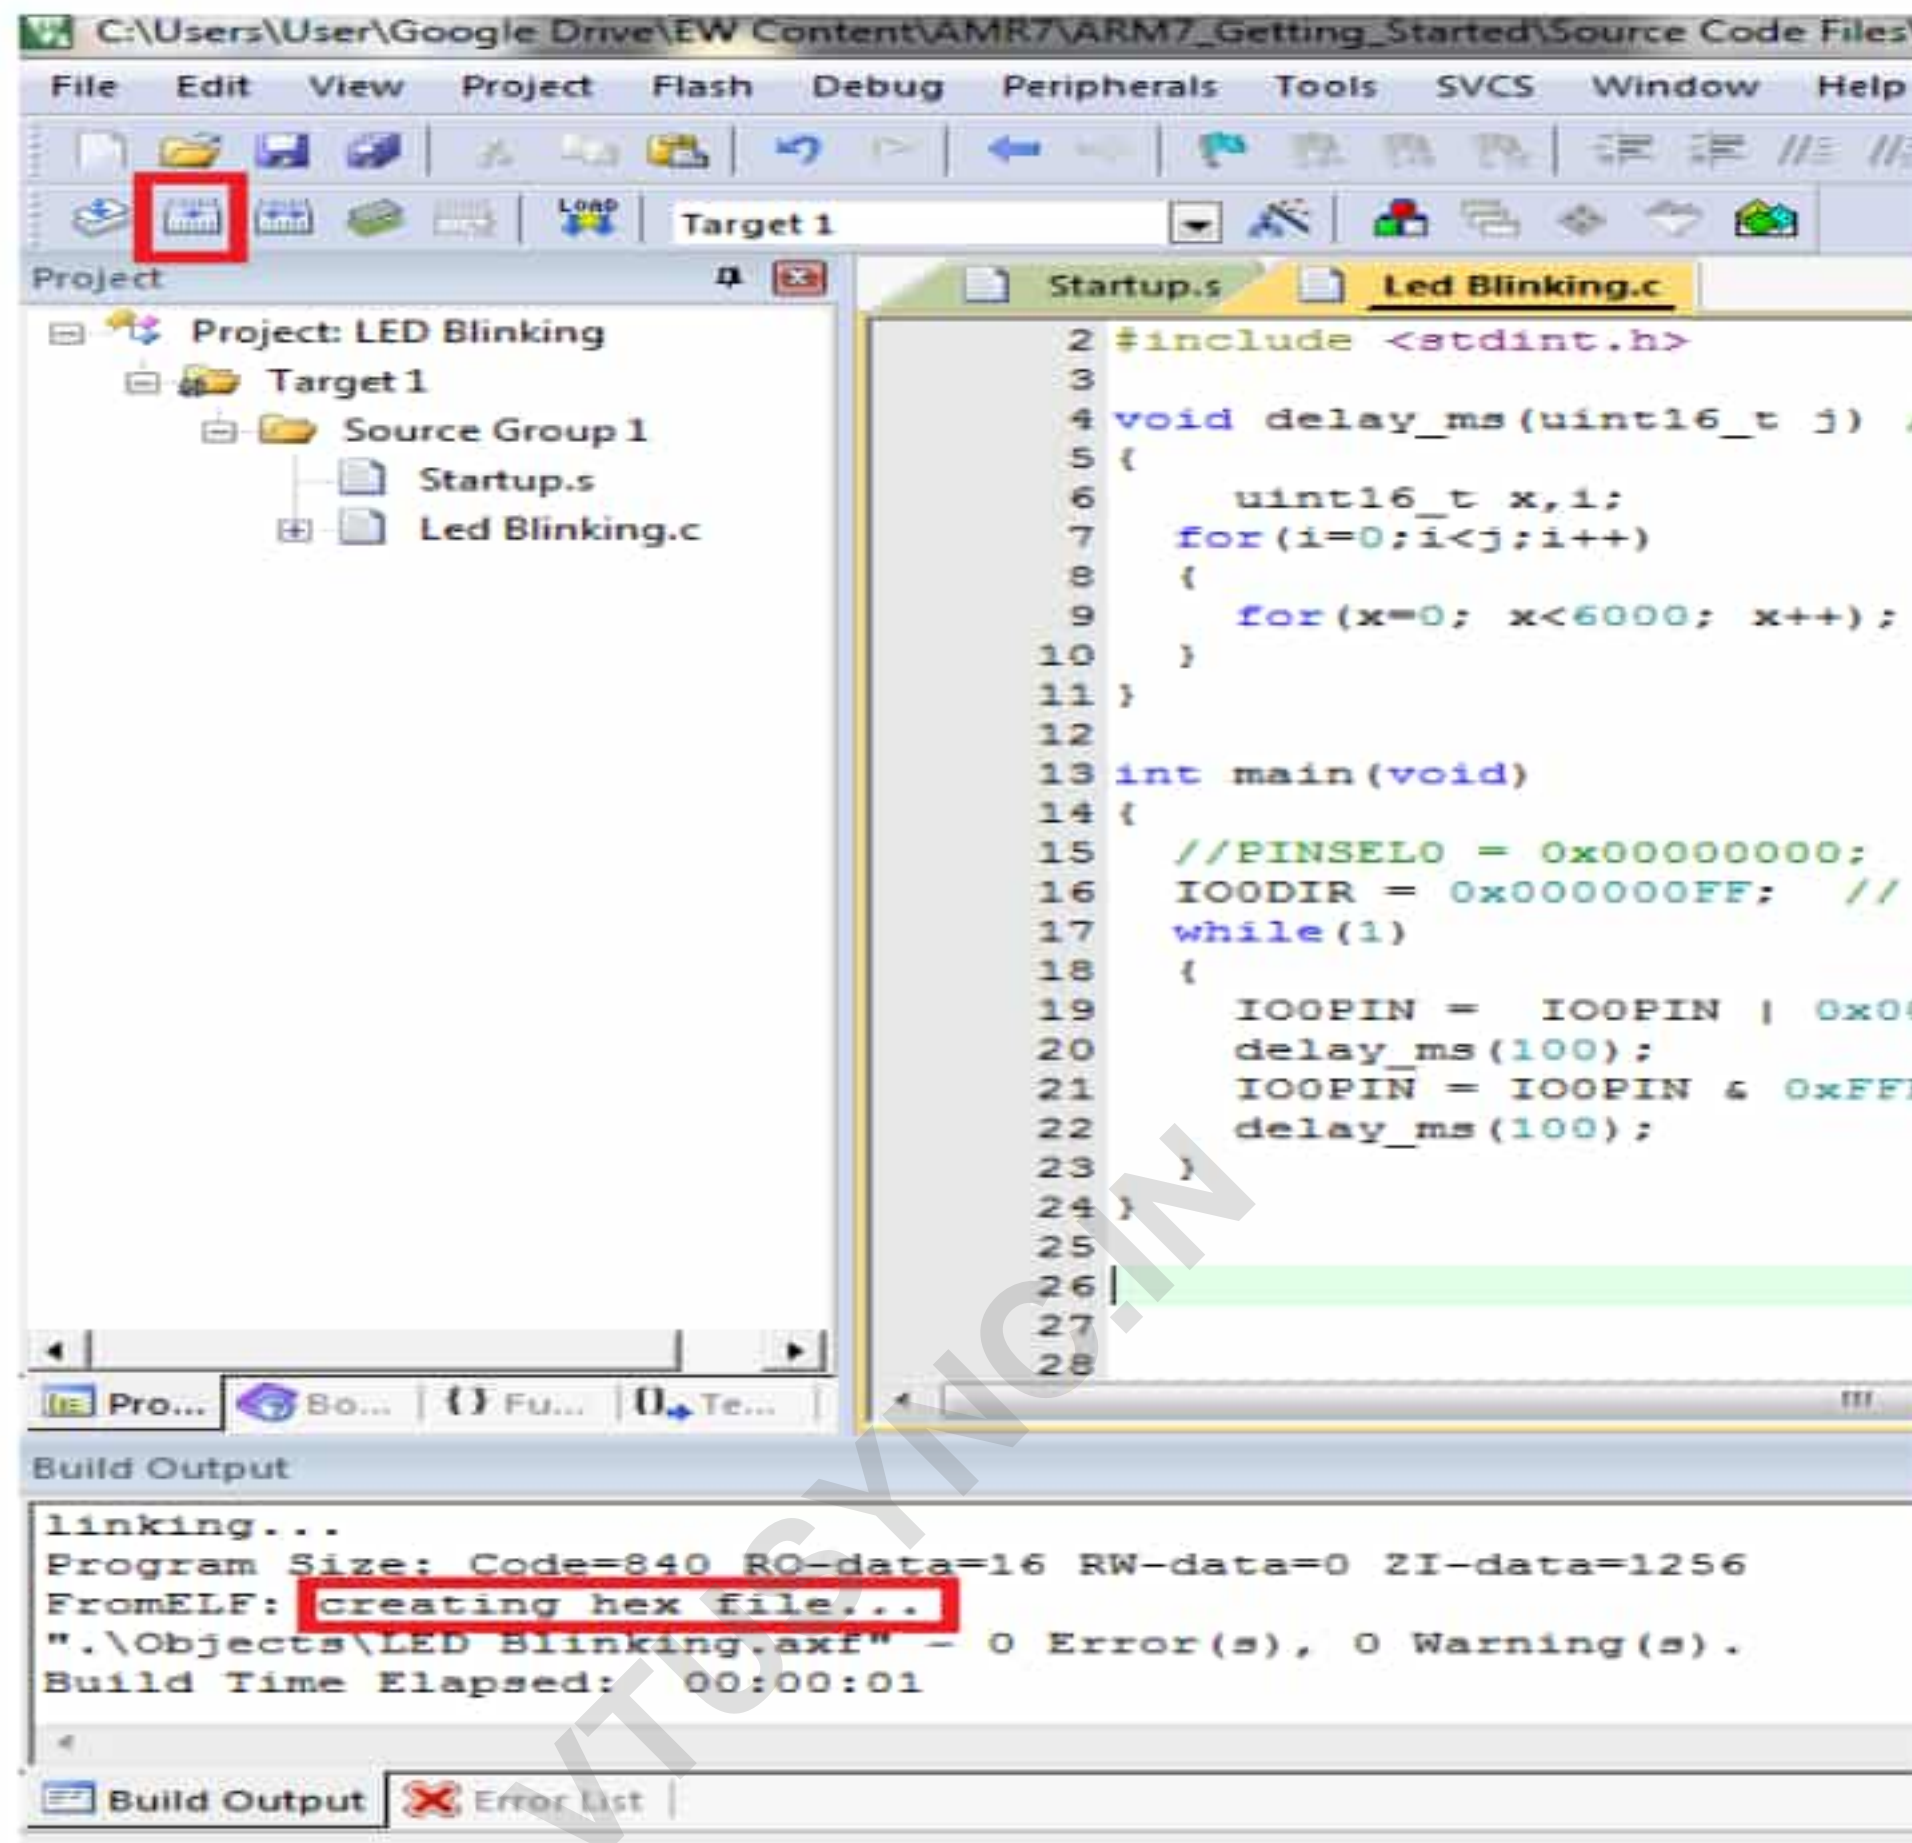 C:\Users\User\Google Drive\EW Content\AMR7\ARM7_Getting_Started\Source Code Files\
File Edit View Project Flash Debug Peripherals Tools SVCS Window Help
LOAD Target 1
Project
Startup.s Led Blinking.c
Project: LED Blinking
Target 1
Source Group 1
Startup.s
Led Blinking.c
2 #include <stdint.h>
3
4 void delay_ms(uint16_t j) /
5 {
6 uint16_t x,i;
7 for(i=0;i<j;i++)
8 {
9 for(x=0; x<6000; x++);
10 }
11 }
12
13 int main(void)
14 {
15 //PINSEL0 = 0x00000000;
16 IO0DIR = 0x000000FF; //
17 while(1)
18 {
19 IO0PIN = IO0PIN | 0x00
20 delay_ms(100);
21 IO0PIN = IO0PIN & 0xFFF
22 delay_ms(100);
23 }
24 }
25
26
27
28
Pro... Bo... {} Fu... Te...
Build Output
linking...
Program Size: Code=840 RO-data=16 RW-data=0 ZI-data=1256
FromELF: creating hex file...
".\Objects\LED Blinking.axf" - 0 Error(s), 0 Warning(s).
Build Time Elapsed: 00:00:01
Build Output Error List
VTUSYNC.IN